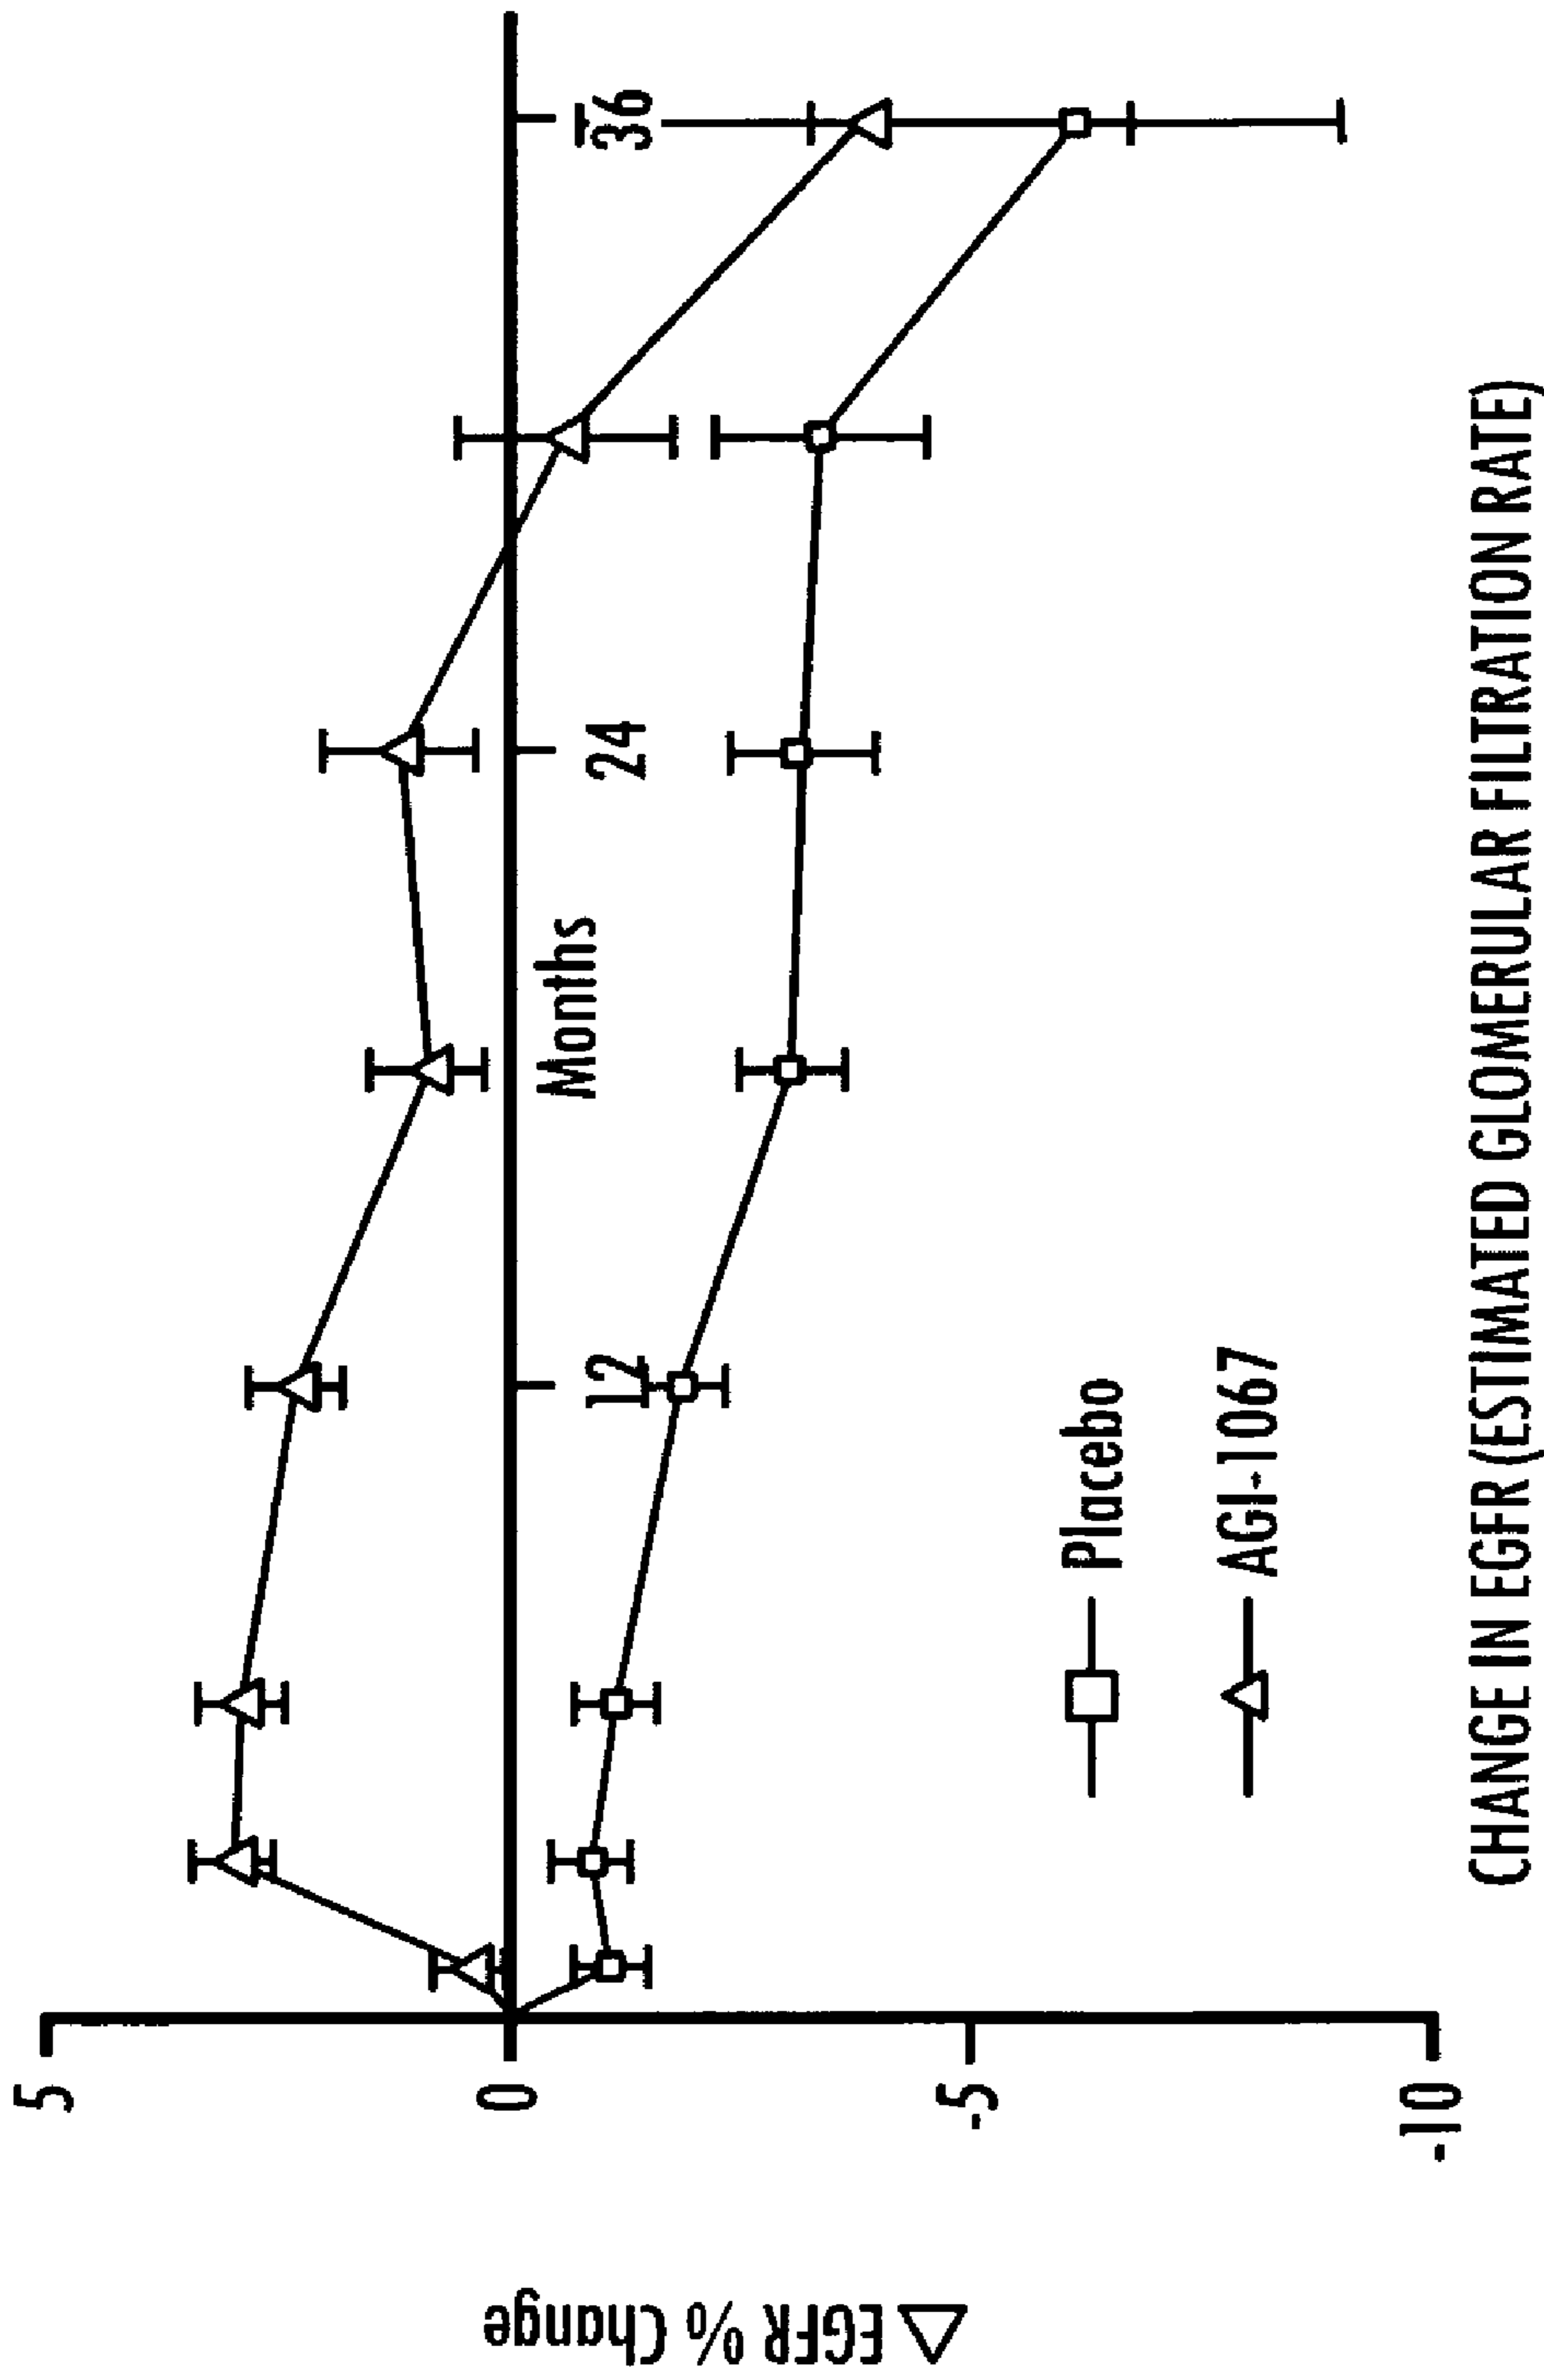 5
0
-5
-10
△ EGFR % Change
12
24
36
Months
Placebo
AGI-1067
CHANGE IN EGFR (ESTIMATED GLOMERULAR FILTRATION RATE)